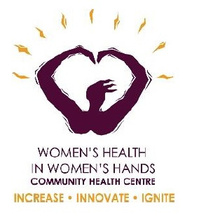 WOMEN'S HEALTH
IN WOMEN'S HANDS
COMMUNITY HEALTH CENTRE
INCREASE • INNOVATE • IGNITE